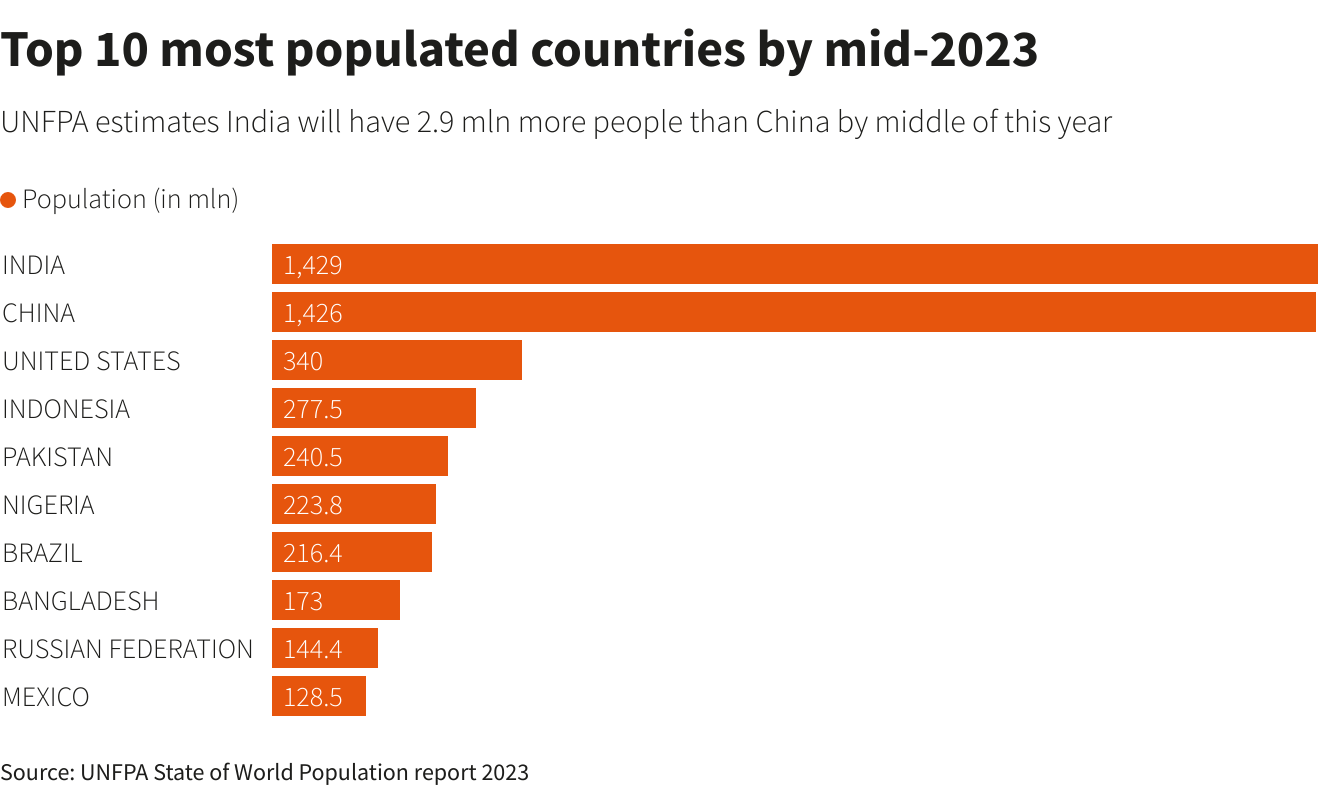 Top 10 most populated countries by mid-2023
UNFPA estimates India will have 2.9 mln more people than China by middle of this year
Population (in mln)
INDIA 1,429
CHINA 1,426
UNITED STATES 340
INDONESIA 277.5
PAKISTAN 240.5
NIGERIA 223.8
BRAZIL 216.4
BANGLADESH 173
RUSSIAN FEDERATION 144.4
MEXICO 128.5
Source: UNFPA State of World Population report 2023